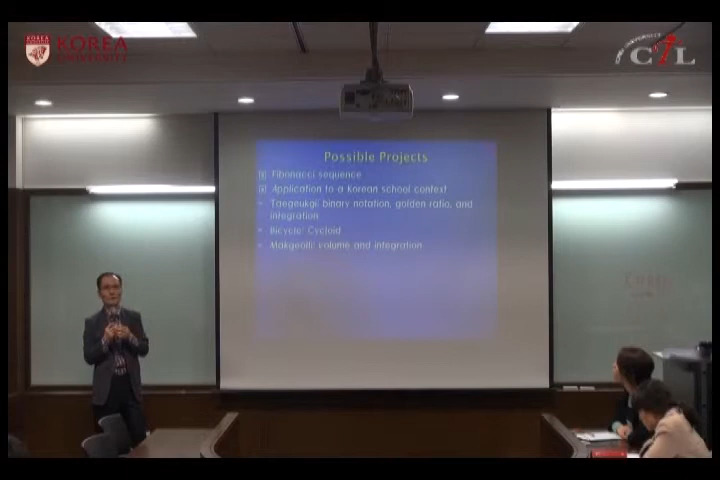 KOREA
UNIVERSITY
CTL
Possible Projects
Fibonacci sequence
Application to a Korean school context
- Taegeukgi: binary notation, golden ratio, and
integration
- Bicycle: Cycloid
- Makgeolli: volume and integration